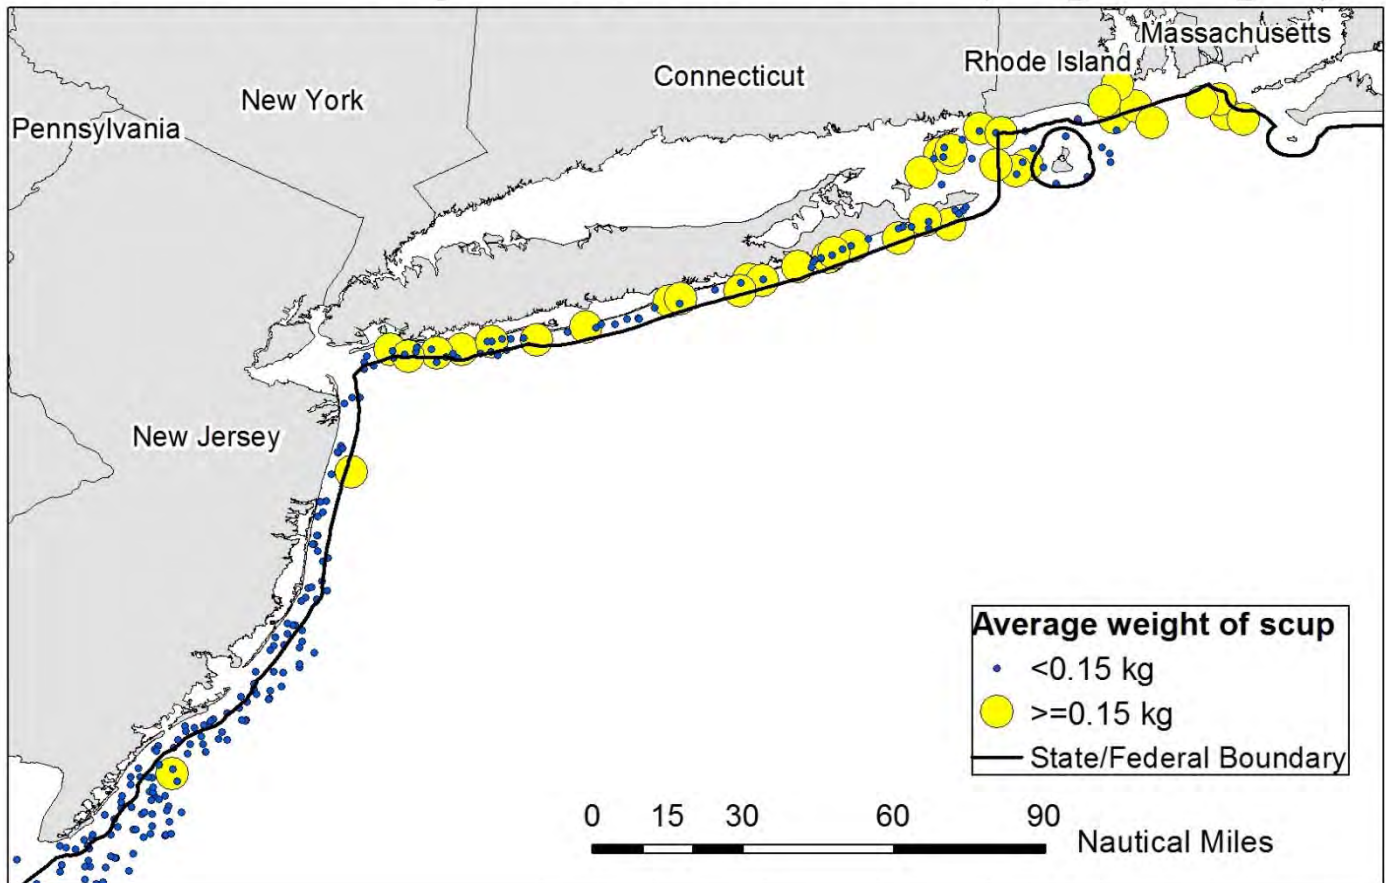 Massachusetts
Rhode Island
Connecticut
New York
Pennsylvania
New Jersey
Average weight of scup
<0.15 kg
>=0.15 kg
State/Federal Boundary
0 15 30 60 90
Nautical Miles